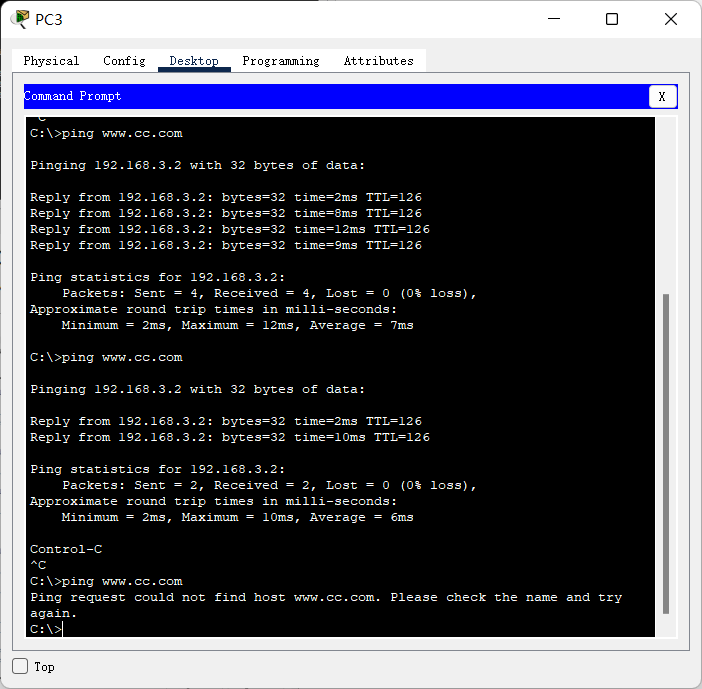 PC3
Physical Config Desktop Programming Attributes
Command Prompt X
^C
C:\>ping www.cc.com
Pinging 192.168.3.2 with 32 bytes of data:
Reply from 192.168.3.2: bytes=32 time=2ms TTL=126
Reply from 192.168.3.2: bytes=32 time=8ms TTL=126
Reply from 192.168.3.2: bytes=32 time=12ms TTL=126
Reply from 192.168.3.2: bytes=32 time=9ms TTL=126
Ping statistics for 192.168.3.2:
Packets: Sent = 4, Received = 4, Lost = 0 (0% loss),
Approximate round trip times in milli-seconds:
Minimum = 2ms, Maximum = 12ms, Average = 7ms
C:\>ping www.cc.com
Pinging 192.168.3.2 with 32 bytes of data:
Reply from 192.168.3.2: bytes=32 time=2ms TTL=126
Reply from 192.168.3.2: bytes=32 time=10ms TTL=126
Ping statistics for 192.168.3.2:
Packets: Sent = 2, Received = 2, Lost = 0 (0% loss),
Approximate round trip times in milli-seconds:
Minimum = 2ms, Maximum = 10ms, Average = 6ms
Control-C
^C
C:\>ping www.cc.com
Ping request could not find host www.cc.com. Please check the name and try
again.
C:\>
Top